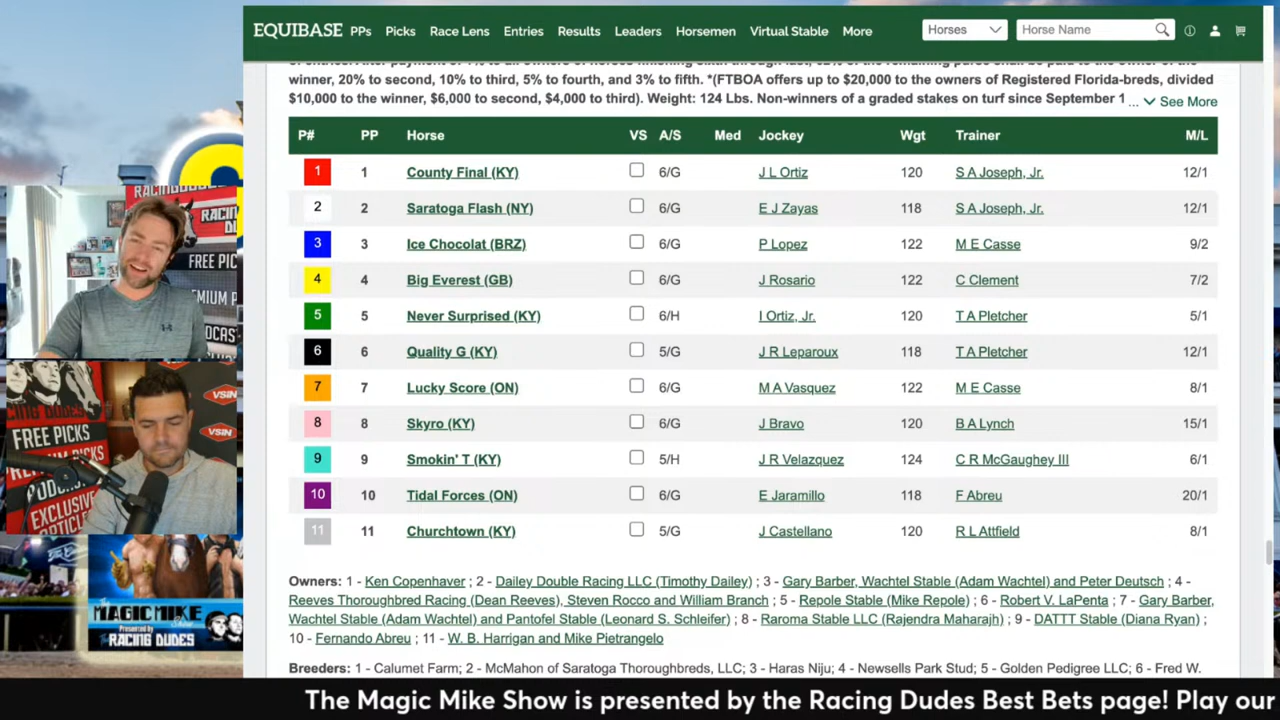 EQUIBASE PPs Picks Race Lens Entries Results Leaders Horsemen Virtual Stable More Horses Horse Name
winner, 20% to second, 10% to third, 5% to fourth, and 3% to fifth. *(FTBOA offers up to $20,000 to the owners of Registered Florida-breds, divided
$10,000 to the winner, $6,000 to second, $4,000 to third). Weight: 124 Lbs. Non-winners of a graded stakes on turf since September 1 ... See More
P# PP Horse VS A/S Med Jockey Wgt Trainer M/L
1 1 County Final (KY) 6/G J L Ortiz 120 S A Joseph, Jr. 12/1
2 2 Saratoga Flash (NY) 6/G E J Zayas 118 S A Joseph, Jr. 12/1
3 3 Ice Chocolat (BRZ) 6/G P Lopez 122 M E Casse 9/2
4 4 Big Everest (GB) 6/G J Rosario 122 C Clement 7/2
5 5 Never Surprised (KY) 6/H I Ortiz, Jr. 120 T A Pletcher 5/1
6 6 Quality G (KY) 5/G J R Leparoux 118 T A Pletcher 12/1
7 7 Lucky Score (ON) 6/G M A Vasquez 122 M E Casse 8/1
8 8 Skyro (KY) 6/G J Bravo 120 B A Lynch 15/1
9 9 Smokin' T (KY) 5/H J R Velazquez 124 C R McGaughey III 6/1
10 10 Tidal Forces (ON) 6/G E Jaramillo 118 F Abreu 20/1
11 11 Churchtown (KY) 5/G J Castellano 120 R L Attfield 8/1
Owners: 1 - Ken Copenhaver ; 2 - Dailey Double Racing LLC (Timothy Dailey) ; 3 - Gary Barber, Wachtel Stable (Adam Wachtel) and Peter Deutsch ; 4 -
Reeves Thoroughbred Racing (Dean Reeves), Steven Rocco and William Branch ; 5 - Repole Stable (Mike Repole) ; 6 - Robert V. LaPenta ; 7 - Gary Barber,
Wachtel Stable (Adam Wachtel) and Pantofel Stable (Leonard S. Schleifer) ; 8 - Raroma Stable LLC (Rajendra Maharajh) ; 9 - DATTT Stable (Diana Ryan) ;
10 - Fernando Abreu ; 11 - W. B. Harrigan and Mike Pietrangelo
Breeders: 1 - Calumet Farm; 2 - McMahon of Saratoga Thoroughbreds, LLC; 3 - Haras Niju; 4 - Newsells Park Stud; 5 - Golden Pedigree LLC; 6 - Fred W.
FREE PIC
VSiN
VSiN
FREE PICKS
EXCLUSIVE
MAGIC MIKE
SHOW
Presented by
THE RACING DUDES
The Magic Mike Show is presented by the Racing Dudes Best Bets page! Play our